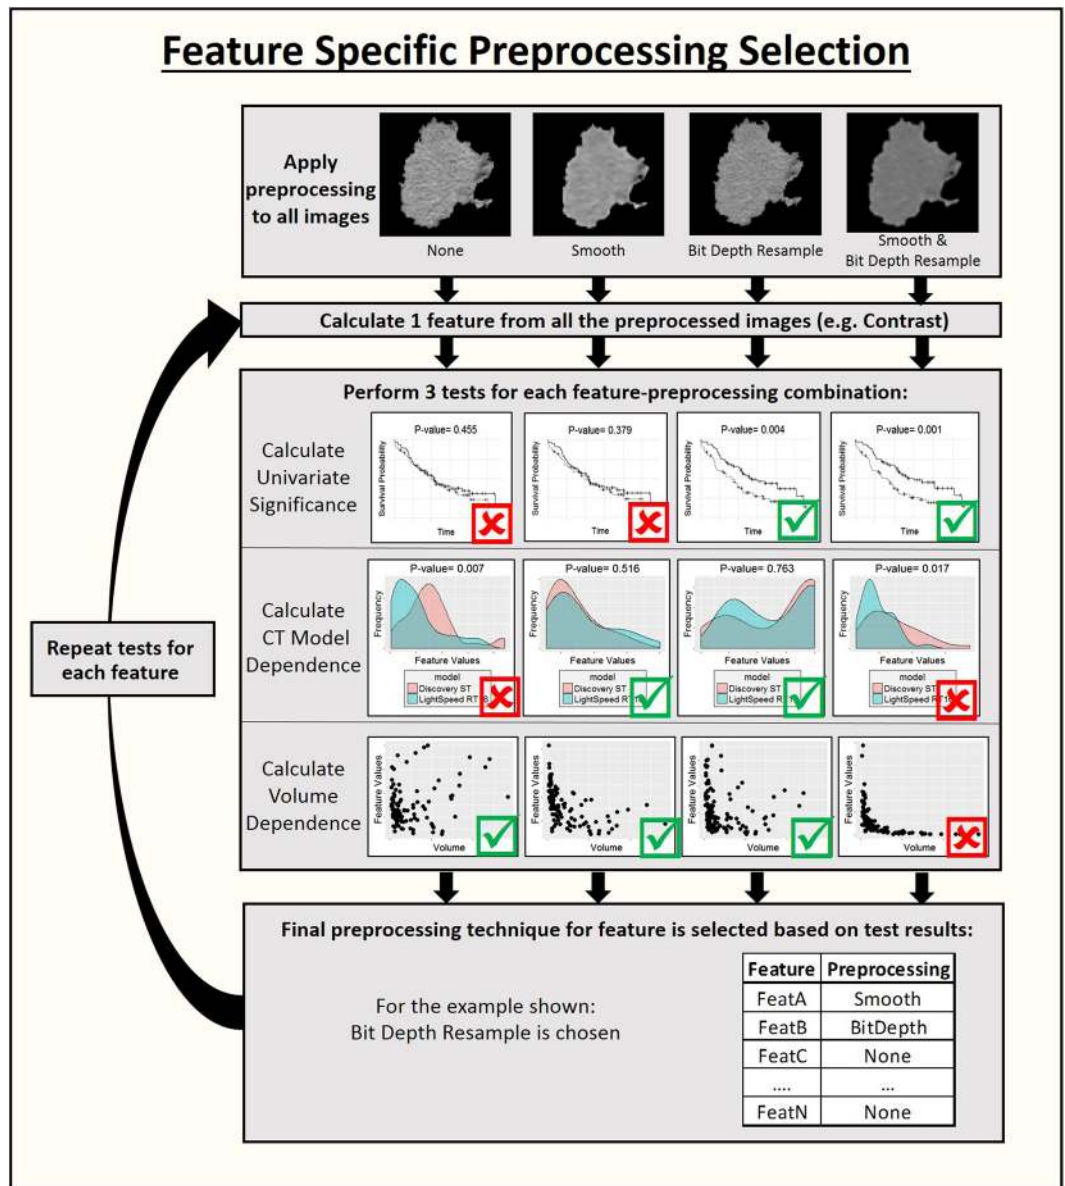 Feature Specific Preprocessing Selection
Apply
preprocessing
to all images
None
Smooth
Bit Depth Resample
Smooth &
Bit Depth Resample
Calculate 1 feature from all the preprocessed images (e.g. Contrast)
Perform 3 tests for each feature-preprocessing combination:
Calculate
Univariate
Significance
P-value= 0.455
Survival Probability
Time
P-value= 0.379
Survival Probability
Time
P-value= 0.004
Survival Probability
Time
P-value= 0.001
Survival Probability
Time
Calculate
CT Model
Dependence
P-value= 0.007
Frequency
Feature Values
model
Discovery ST
LightSpeed
P-value= 0.516
Frequency
Feature Values
model
Discovery ST
LightSpeed
P-value= 0.763
Frequency
Feature Values
model
Discovery ST
LightSpeed
P-value= 0.017
Frequency
Feature Values
model
Discovery ST
LightSpeed
Calculate
Volume
Dependence
Feature Values
Volume
Feature Values
Volume
Feature Values
Volume
Feature Values
Volume
Repeat tests for
each feature
Final preprocessing technique for feature is selected based on test results:
For the example shown:
Bit Depth Resample is chosen
Feature Preprocessing
FeatA Smooth
FeatB BitDepth
FeatC None
.... ...
FeatN None